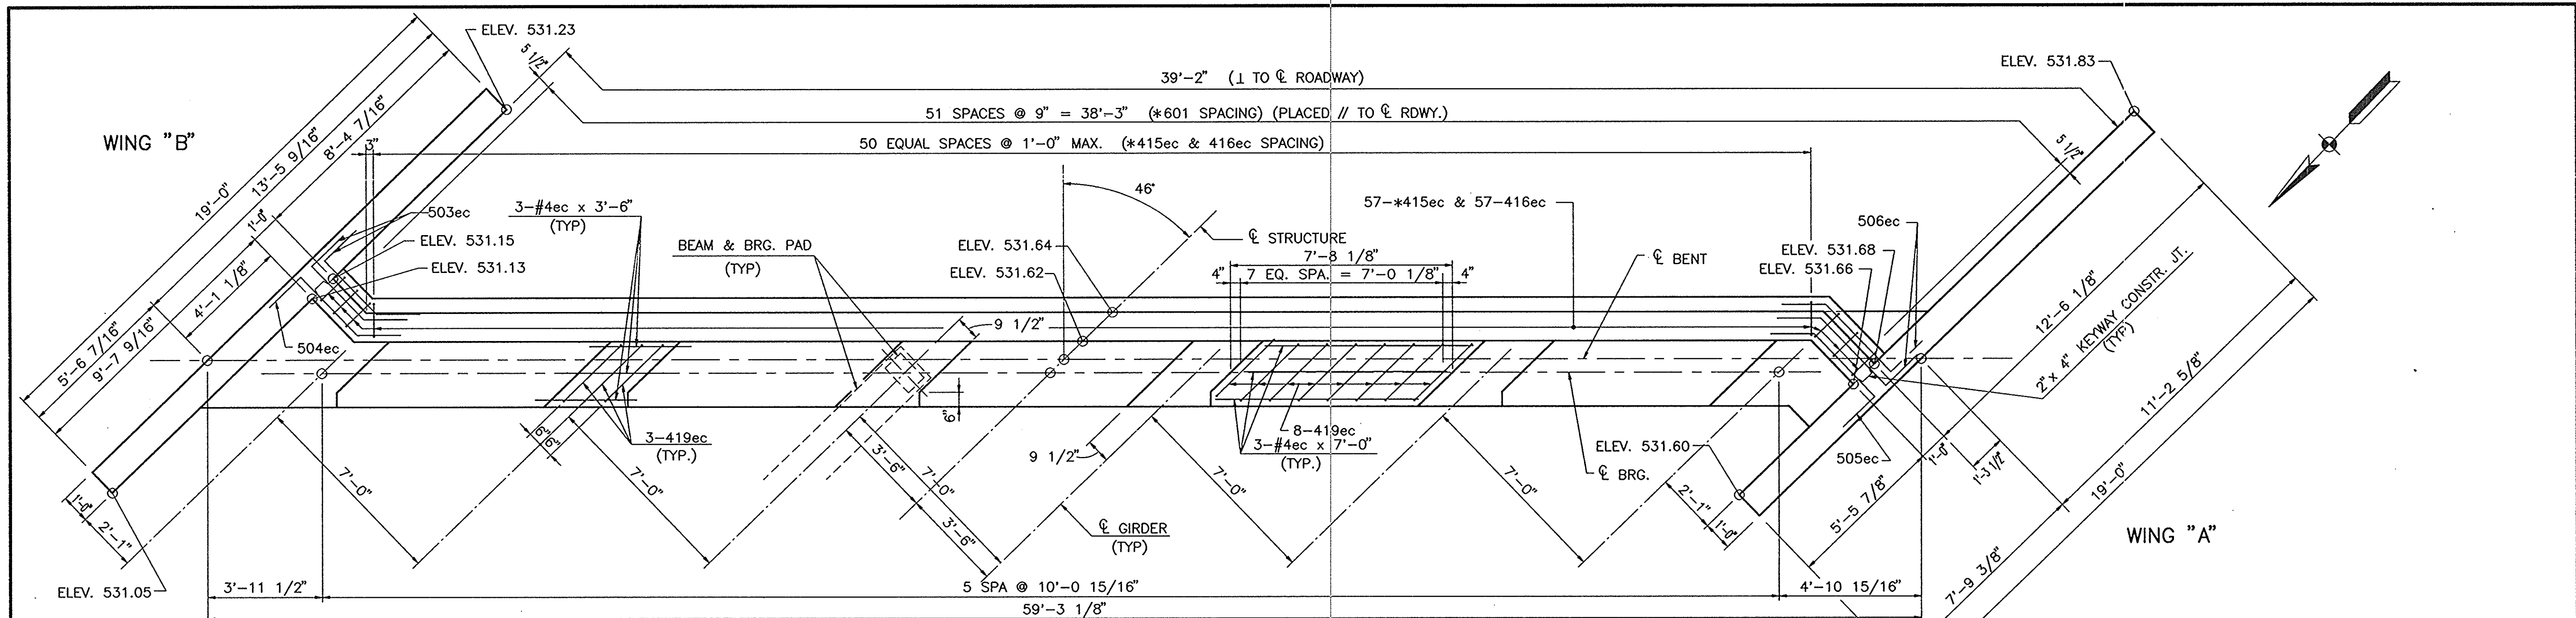 ELEV. 531.23
5 1/2"
39'-2" (⊥ TO ℄ ROADWAY)
ELEV. 531.83
WING "B"
51 SPACES @ 9" = 38'-3" (*601 SPACING) (PLACED // TO ℄ RDWY.)
50 EQUAL SPACES @ 1'-0" MAX. (*415ec & 416ec SPACING)
3"
5 1/2"
8'-4 7/16"
13'-5 9/16"
19'-0"
1'-0"
46°
503ec
3-#4ec x 3'-6"
(TYP)
57-*415ec & 57-416ec
506ec
ELEV. 531.15
BEAM & BRG. PAD
(TYP)
ELEV. 531.64
℄ STRUCTURE
ELEV. 531.68
ELEV. 531.13
ELEV. 531.62
7'-8 1/8"
℄ BENT
ELEV. 531.66
4"
7 EQ. SPA. = 7'-0 1/8"
4"
4'-1 1/8"
12'-6 1/8"
2" x 4" KEYWAY CONSTR. JT.
(TYP)
9 1/2"
504ec
5'-6 7/16"
9'-7 9/16"
11'-2 5/8"
6"
6"
6"
3-419ec
(TYP.)
8-419ec
3-#4ec x 7'-0"
(TYP.)
9 1/2"
ELEV. 531.60
℄ BRG.
505ec
1'-0"
1'-3 1/2"
19'-0"
3'-6"
7'-0"
7'-0"
7'-0"
7'-0"
7'-0"
2'-1"
1'-0"
5'-5 7/8"
1'-0"
2'-1"
3'-6"
℄ GIRDER
(TYP)
WING "A"
ELEV. 531.05
3'-11 1/2"
5 SPA @ 10'-0 15/16"
4'-10 15/16"
7'-9 3/8"
59'-3 1/8"